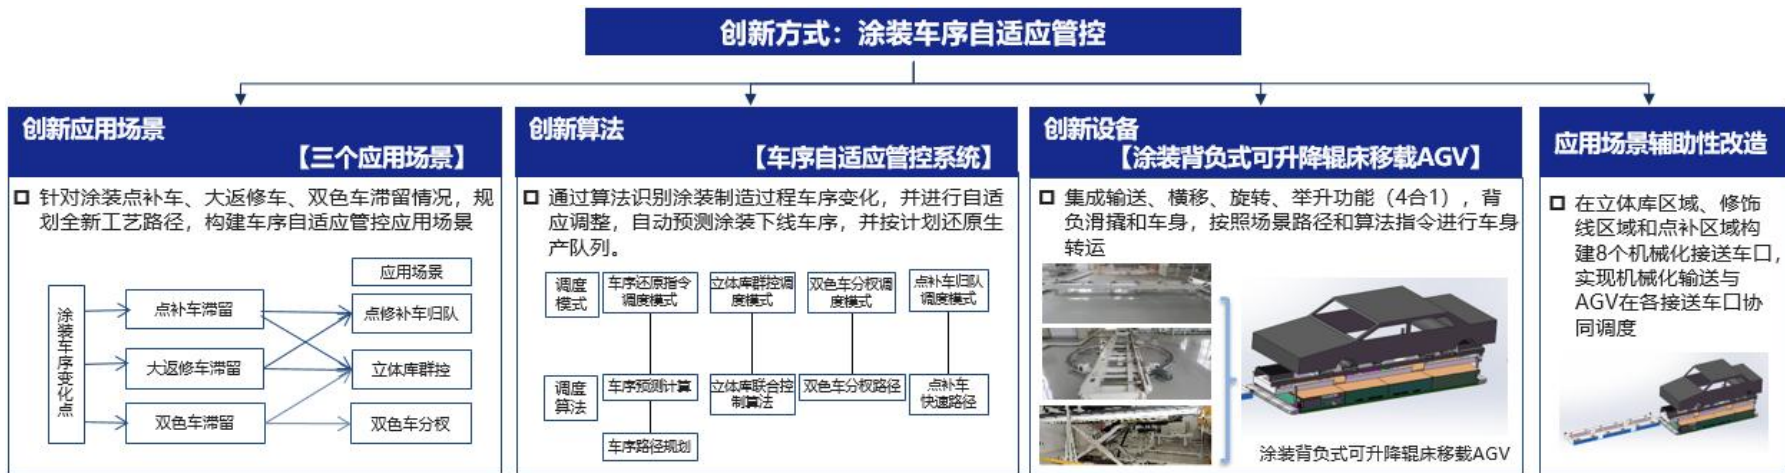 创新方式：涂装车序自适应管控
创新应用场景
【三个应用场景】
针对涂装点补车、大返修车、双色车滞留情况，规
划全新工艺路径，构建车序自适应管控应用场景
涂装车序变化点
应用场景
点补车滞留
点修补车归队
大返修车滞留
立体库群控
双色车滞留
双色车分权
创新算法
【车序自适应管控系统】
通过算法识别涂装制造过程车序变化，并进行自适
应调整，自动预测涂装下线车序，并按计划还原生
产队列。
调度
模式
车序还原指令
调度模式
立体库群控调
度模式
双色车分权调
度模式
点补车归队
调度模式
调度
算法
车序预测计算
立体库联合控
制算法
双色车分权路径
点补车
快速路径
车序路径规划
创新设备
【涂装背负式可升降辊床移载AGV】
集成输送、横移、旋转、举升功能（4合1），背
负滑撬和车身，按照场景路径和算法指令进行车身
转运
涂装背负式可升降辊床移载AGV
应用场景辅助性改造
在立体库区域、修饰
线区域和点补区域构
建8个机械化接送车口，
实现机械化输送与
AGV在各接送车口协
同调度